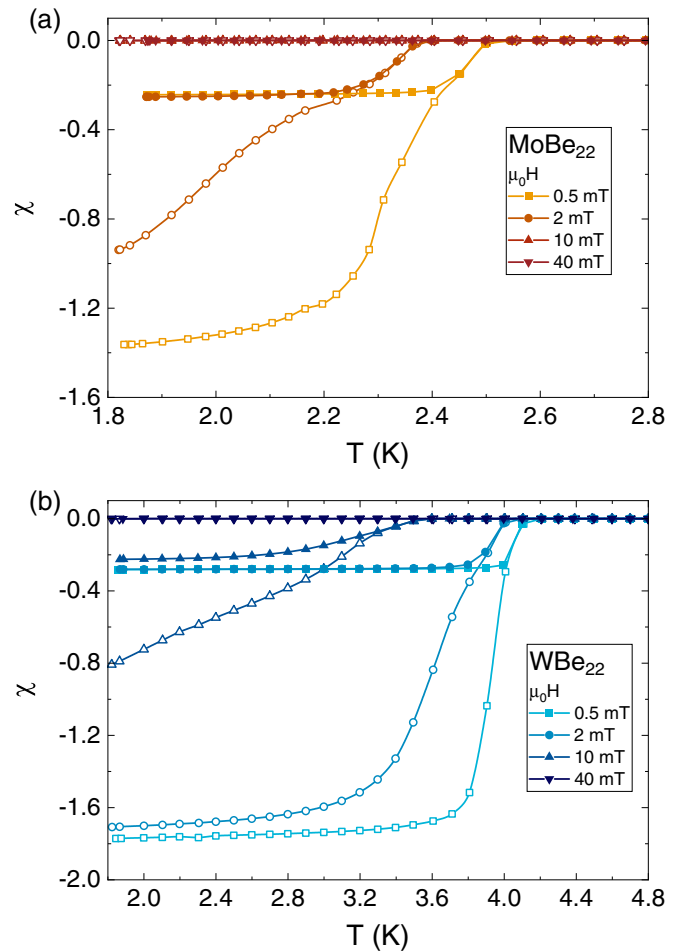 (a)
0.0
-0.4
-0.8
-1.2
-1.6
χ
1.8 2.0 2.2 2.4 2.6 2.8
T (K)
MoBe22
μ0H
0.5 mT
2 mT
10 mT
40 mT
(b)
0.0
-0.4
-0.8
-1.2
-1.6
-2.0
χ
2.0 2.4 2.8 3.2 3.6 4.0 4.4 4.8
T (K)
WBe22
μ0H
0.5 mT
2 mT
10 mT
40 mT